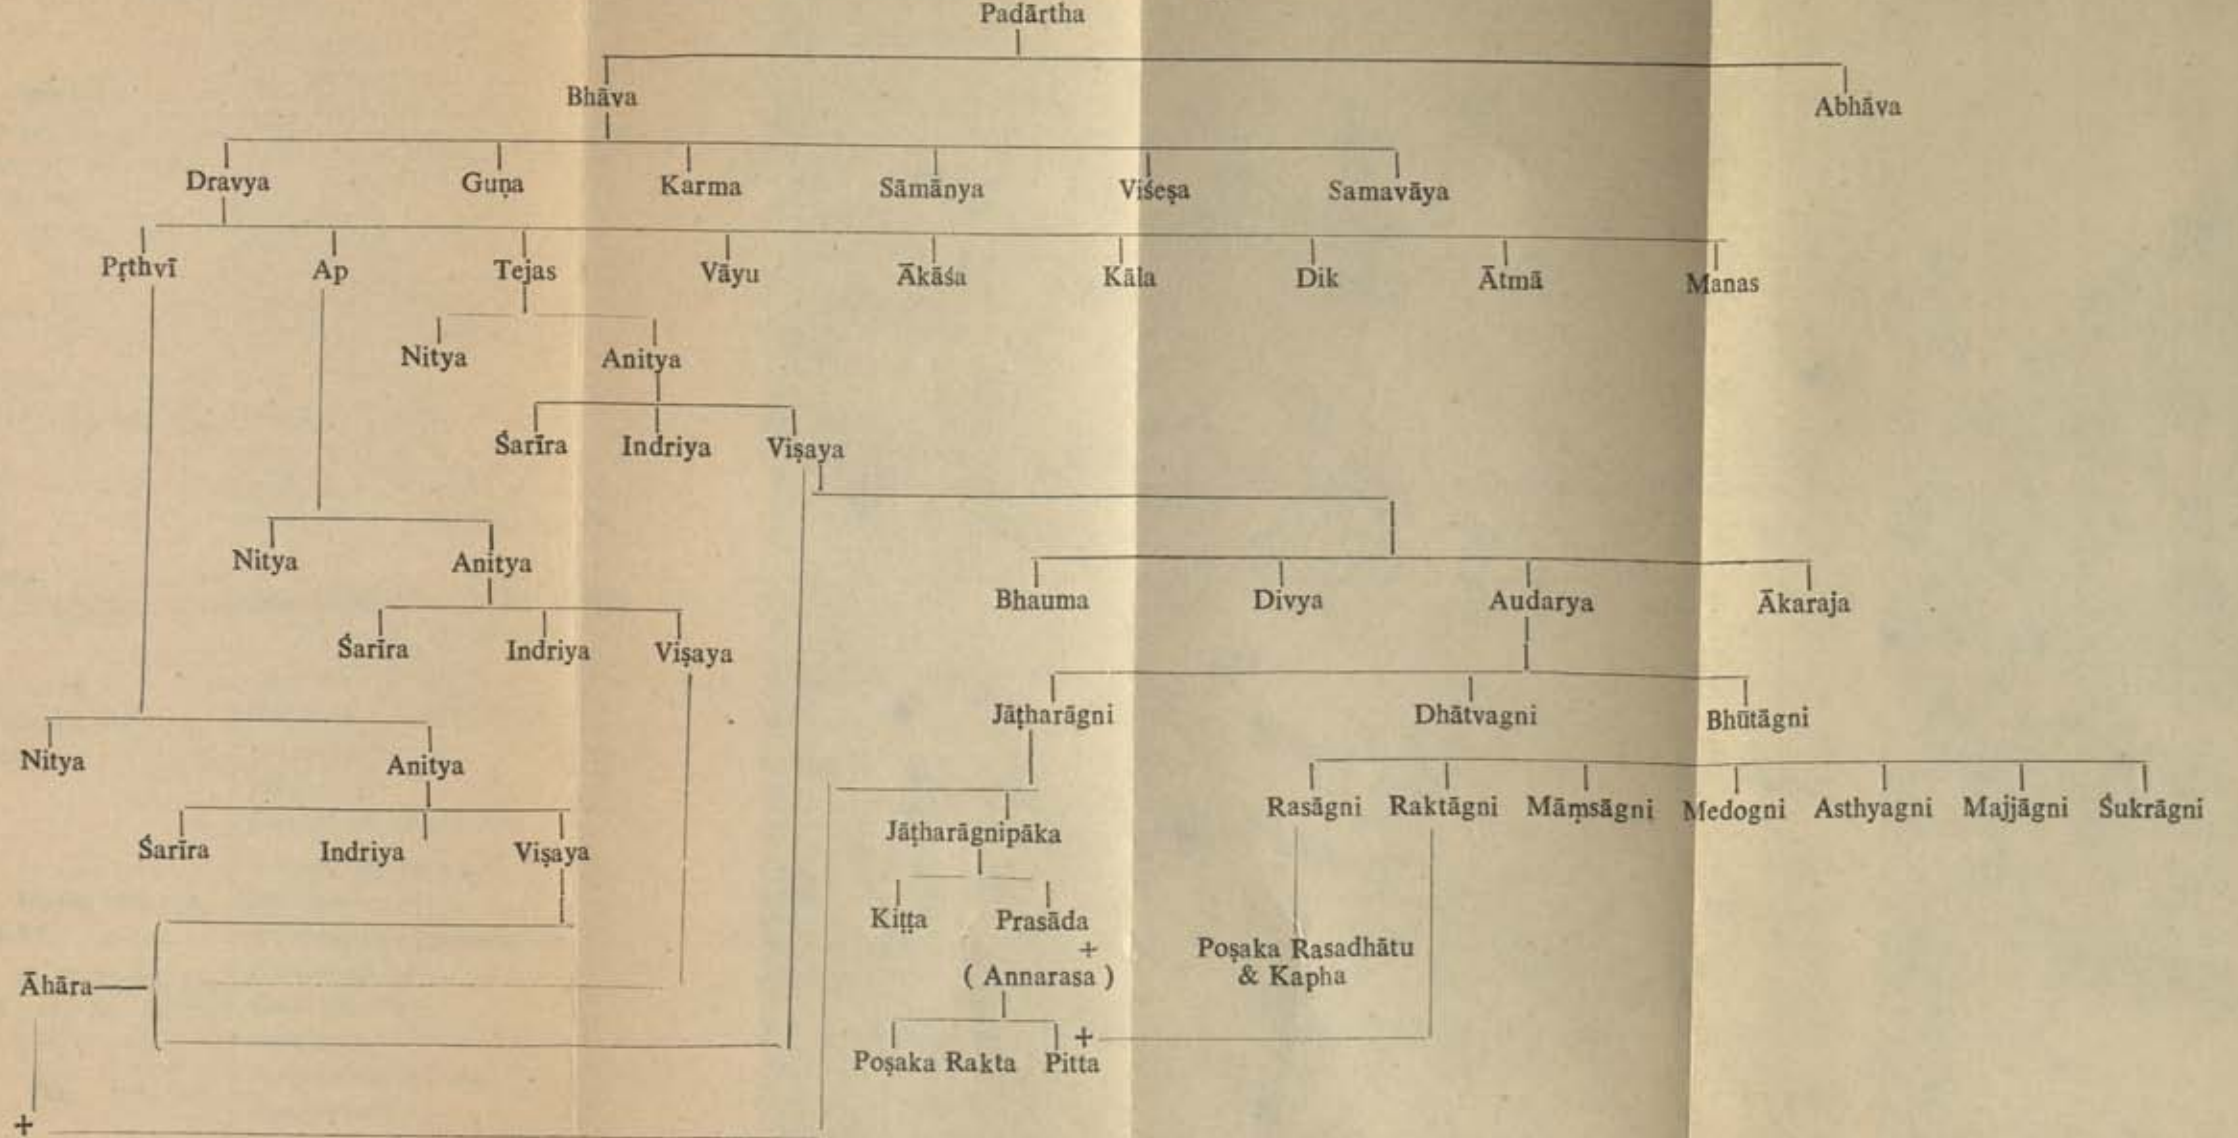 Padārtha
Bhāva Abhāva
Dravya Guṇa Karma Sāmānya Viśeṣa Samavāya
Pṛthvī Ap Tejas Vāyu Ākāśa Kāla Dik Ātmā Manas
Nitya Anitya
Śarīra Indriya Viṣaya
Nitya Anitya
Bhauma Divya Audarya Ākaraja
Śarīra Indriya Viṣaya
Jāṭharāgni Dhātvagni Bhūtāgni
Nitya Anitya
Rasāgni Raktāgni Māṃsāgni Medogni Asthyagni Majjāgni Śukrāgni
Jāṭharāgnipāka
Śarīra Indriya Viṣaya
Kiṭṭa Prasāda
+
Poṣaka Rasadhātu
& Kapha
( Annarasa )
Āhāra
+
Poṣaka Rakta Pitta
+